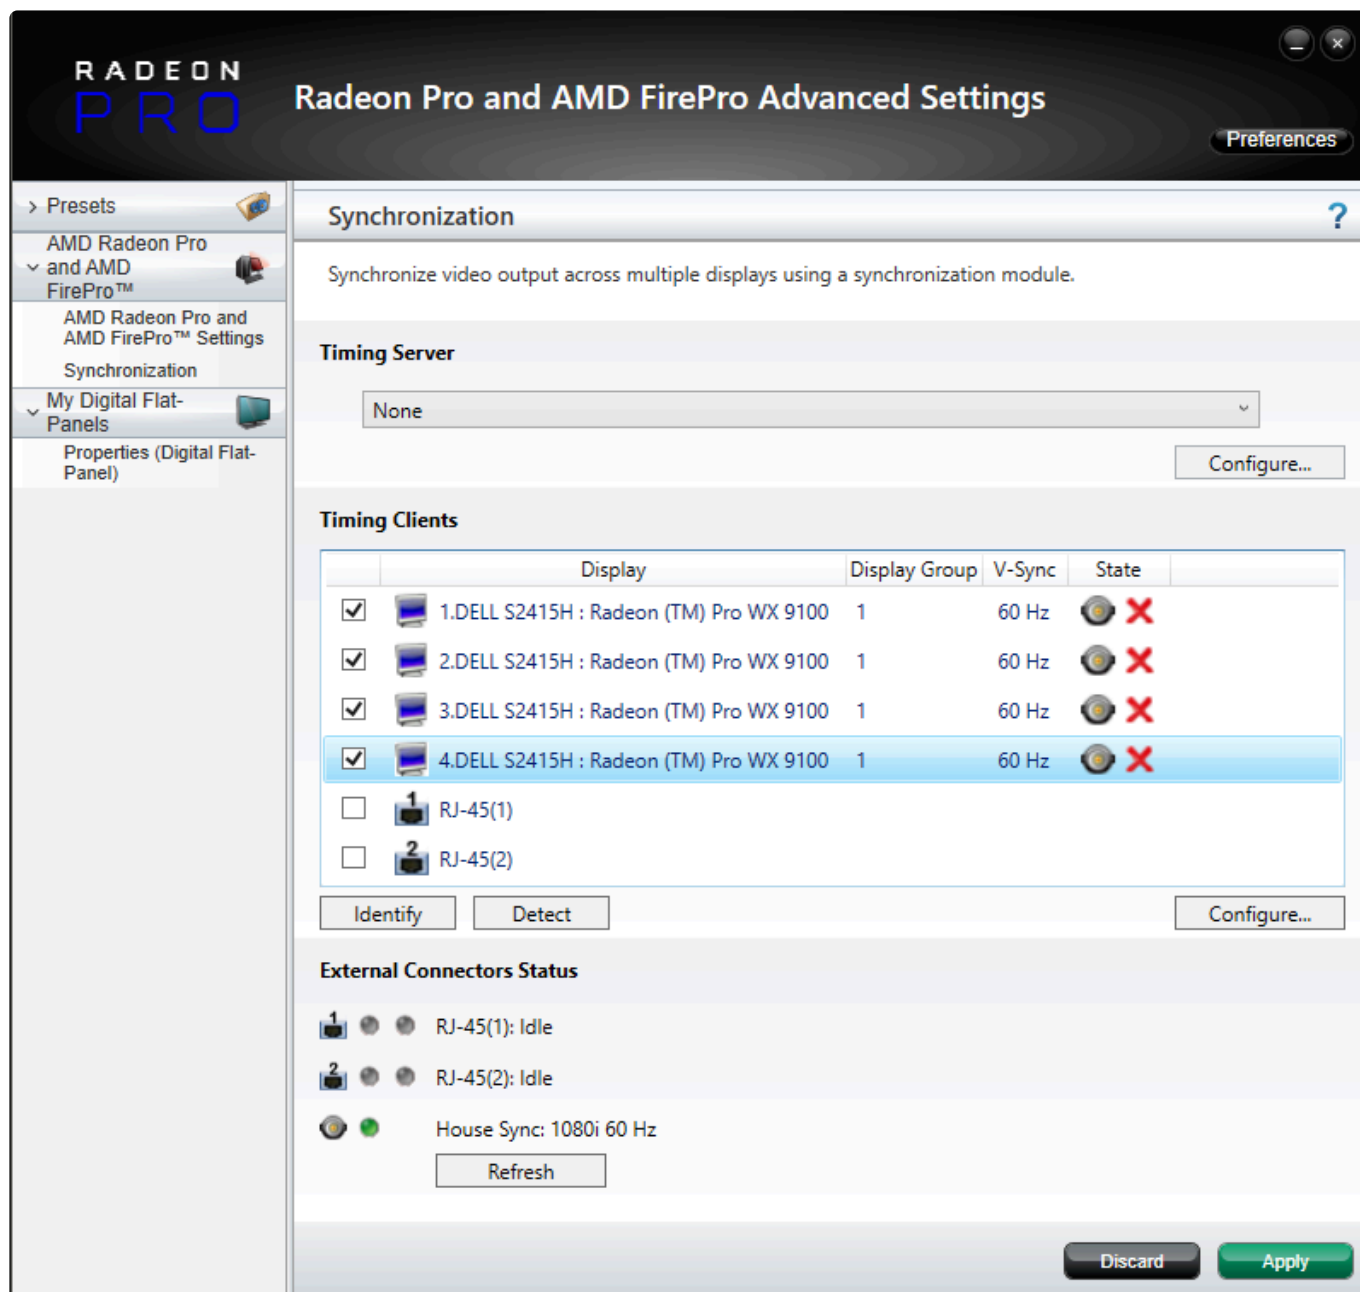 RADEON
PRO
Radeon Pro and AMD FirePro Advanced Settings
Preferences
Presets
AMD Radeon Pro
and AMD
FirePro™
AMD Radeon Pro and
AMD FirePro™ Settings
Synchronization
My Digital Flat-
Panels
Properties (Digital Flat-
Panel)
Synchronization ?
Synchronize video output across multiple displays using a synchronization module.
Timing Server
None
Configure...
Timing Clients
Display Display Group V-Sync State
1.DELL S2415H : Radeon (TM) Pro WX 9100 1 60 Hz
2.DELL S2415H : Radeon (TM) Pro WX 9100 1 60 Hz
3.DELL S2415H : Radeon (TM) Pro WX 9100 1 60 Hz
4.DELL S2415H : Radeon (TM) Pro WX 9100 1 60 Hz
1 RJ-45(1)
2 RJ-45(2)
Identify Detect Configure...
External Connectors Status
1 RJ-45(1): Idle
2 RJ-45(2): Idle
House Sync: 1080i 60 Hz
Refresh
Discard Apply